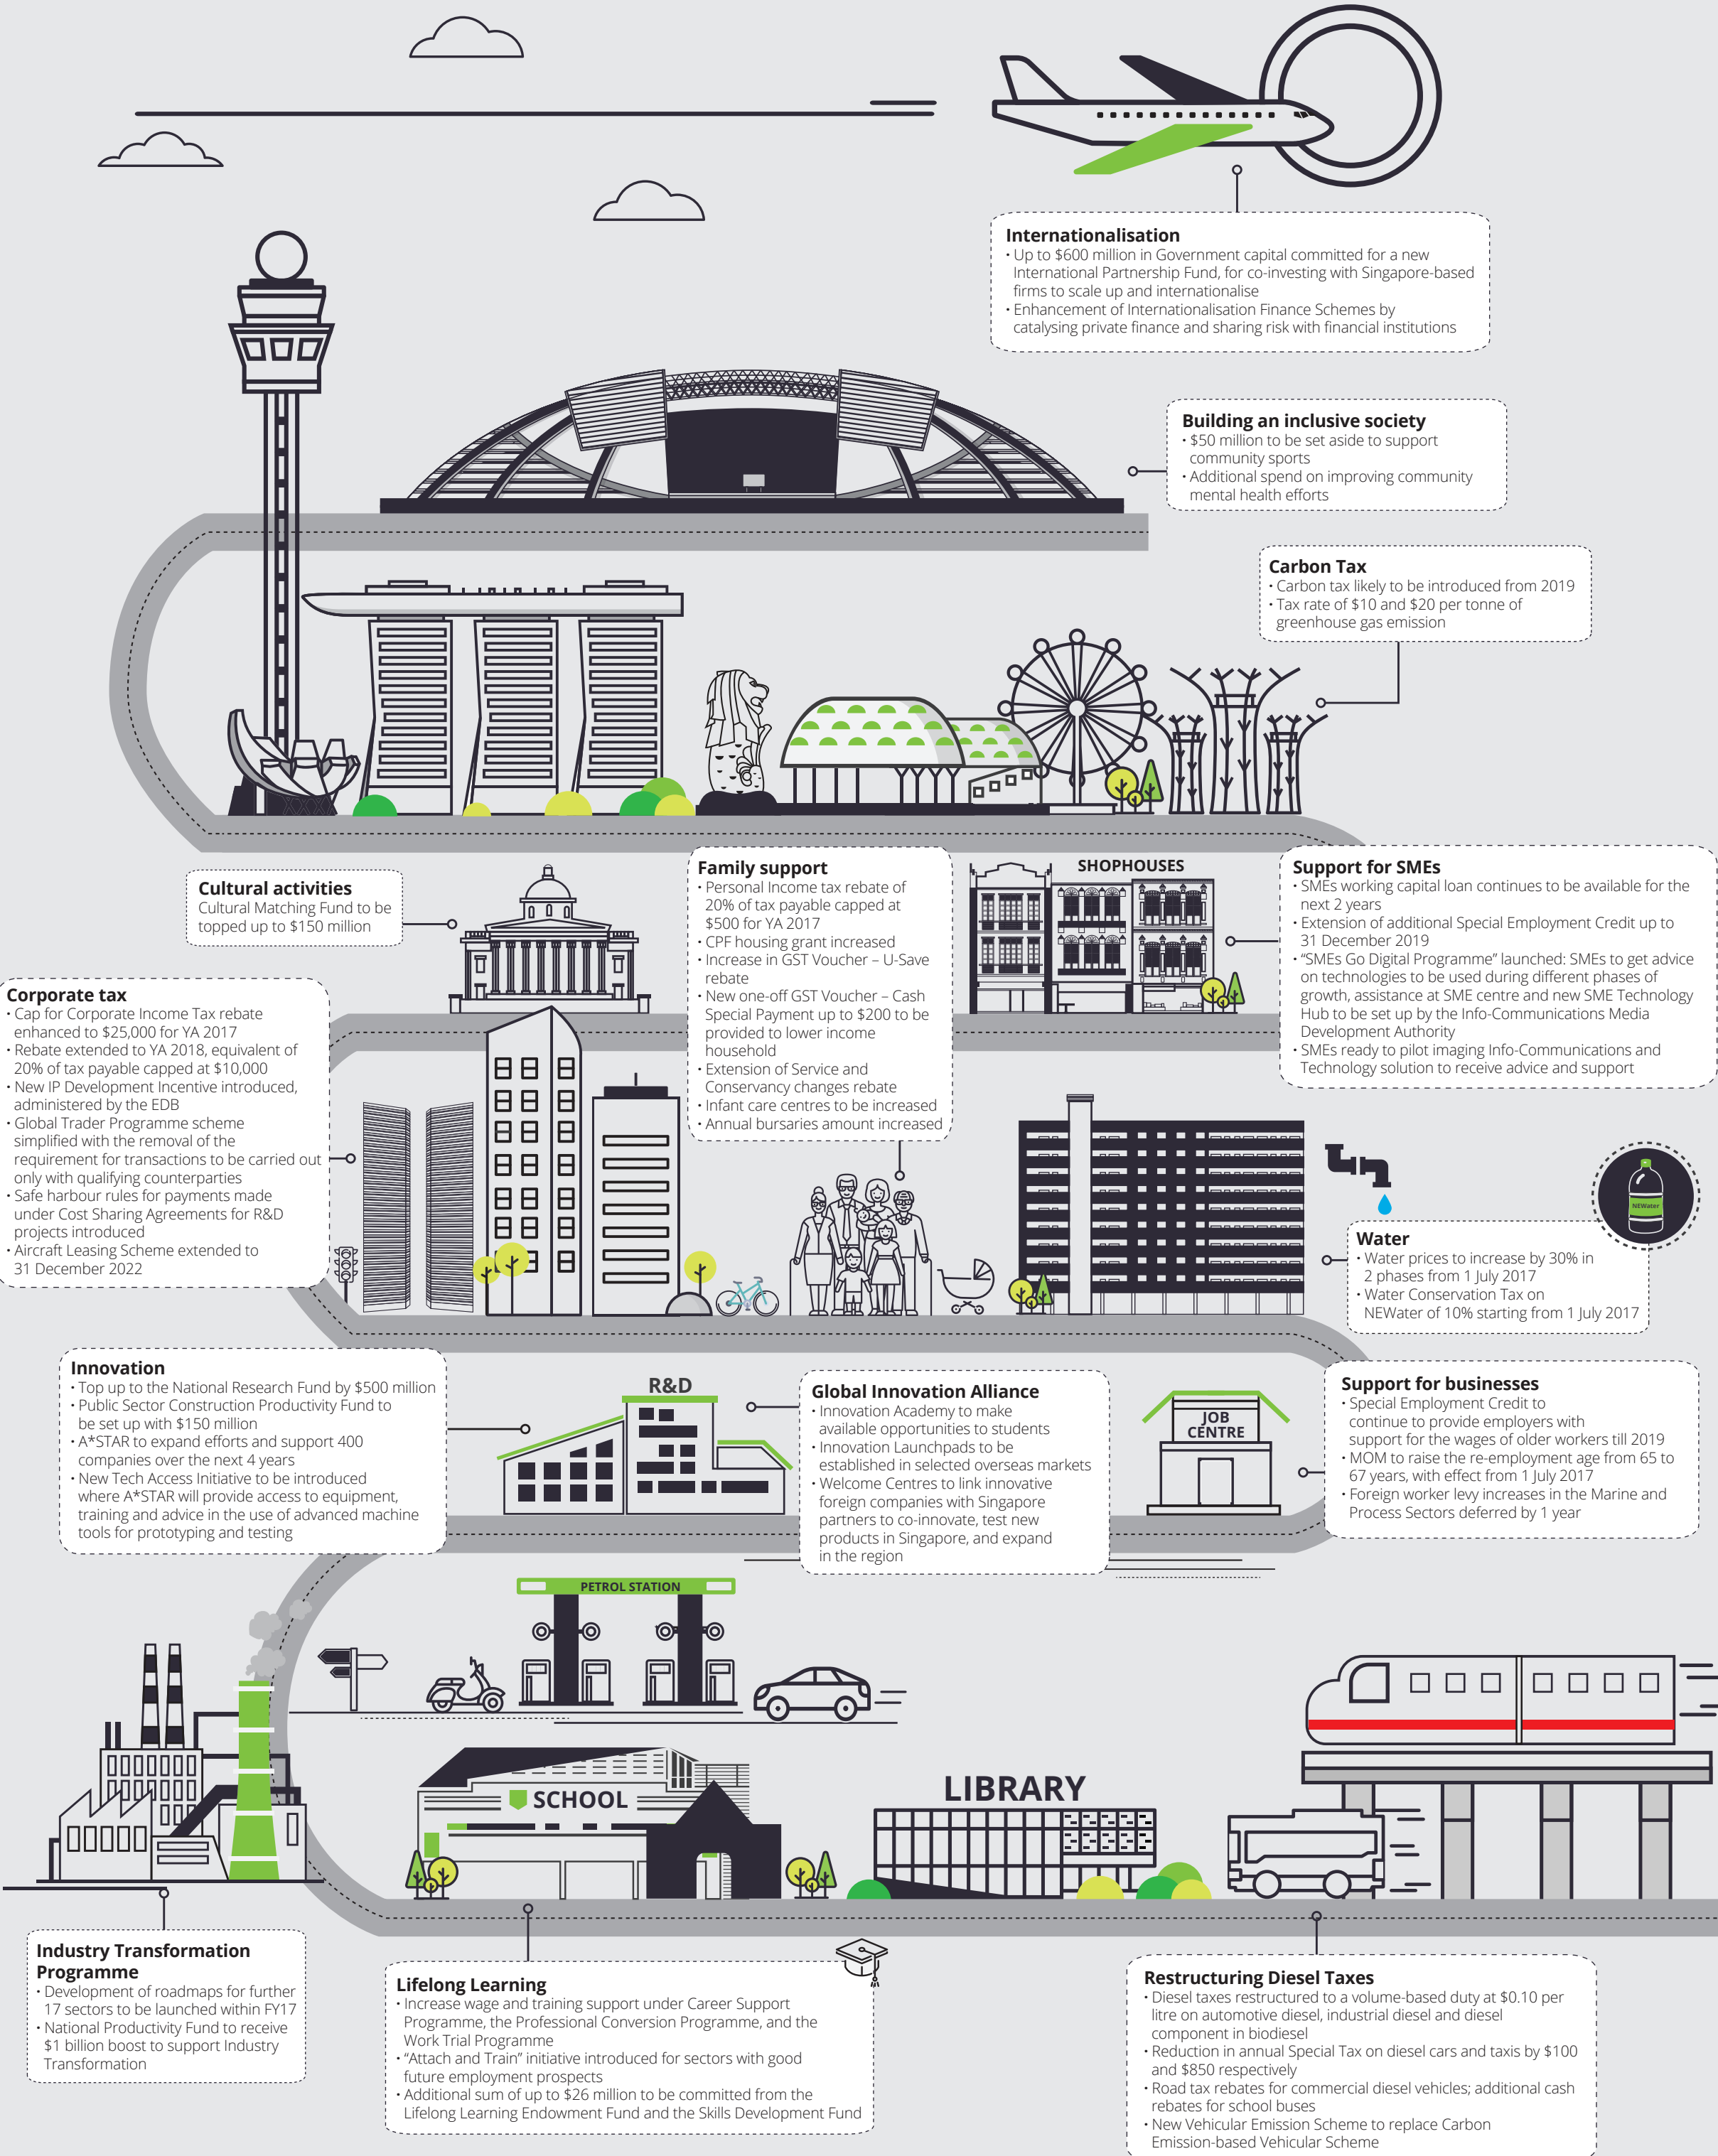 Internationalisation
• Up to $600 million in Government capital committed for a new
International Partnership Fund, for co-investing with Singapore-based
firms to scale up and internationalise
• Enhancement of Internationalisation Finance Schemes by
catalysing private finance and sharing risk with financial institutions
Building an inclusive society
• $50 million to be set aside to support
community sports
• Additional spend on improving community
mental health efforts
Carbon Tax
• Carbon tax likely to be introduced from 2019
• Tax rate of $10 and $20 per tonne of
greenhouse gas emission
Cultural activities
Cultural Matching Fund to be
topped up to $150 million
Family support
• Personal Income tax rebate of
20% of tax payable capped at
$500 for YA 2017
• CPF housing grant increased
• Increase in GST Voucher – U-Save
rebate
• New one-off GST Voucher – Cash
Special Payment up to $200 to be
provided to lower income
household
• Extension of Service and
Conservancy changes rebate
• Infant care centres to be increased
• Annual bursaries amount increased
SHOPHOUSES
Support for SMEs
• SMEs working capital loan continues to be available for the
next 2 years
• Extension of additional Special Employment Credit up to
31 December 2019
• “SMEs Go Digital Programme” launched: SMEs to get advice
on technologies to be used during different phases of
growth, assistance at SME centre and new SME Technology
Hub to be set up by the Info-Communications Media
Development Authority
• SMEs ready to pilot imaging Info-Communications and
Technology solution to receive advice and support
Corporate tax
• Cap for Corporate Income Tax rebate
enhanced to $25,000 for YA 2017
• Rebate extended to YA 2018, equivalent of
20% of tax payable capped at $10,000
• New IP Development Incentive introduced,
administered by the EDB
• Global Trader Programme scheme
simplified with the removal of the
requirement for transactions to be carried out
only with qualifying counterparties
• Safe harbour rules for payments made
under Cost Sharing Agreements for R&D
projects introduced
• Aircraft Leasing Scheme extended to
31 December 2022
NEWater
Water
• Water prices to increase by 30% in
2 phases from 1 July 2017
• Water Conservation Tax on
NEWater of 10% starting from 1 July 2017
Innovation
• Top up to the National Research Fund by $500 million
• Public Sector Construction Productivity Fund to
be set up with $150 million
• A*STAR to expand efforts and support 400
companies over the next 4 years
• New Tech Access Initiative to be introduced
where A*STAR will provide access to equipment,
training and advice in the use of advanced machine
tools for prototyping and testing
R&D
Global Innovation Alliance
• Innovation Academy to make
available opportunities to students
• Innovation Launchpads to be
established in selected overseas markets
• Welcome Centres to link innovative
foreign companies with Singapore
partners to co-innovate, test new
products in Singapore, and expand
in the region
JOB
CENTRE
Support for businesses
• Special Employment Credit to
continue to provide employers with
support for the wages of older workers till 2019
• MOM to raise the re-employment age from 65 to
67 years, with effect from 1 July 2017
• Foreign worker levy increases in the Marine and
Process Sectors deferred by 1 year
PETROL STATION
SCHOOL
LIBRARY
Industry Transformation
Programme
• Development of roadmaps for further
17 sectors to be launched within FY17
• National Productivity Fund to receive
$1 billion boost to support Industry
Transformation
Lifelong Learning
• Increase wage and training support under Career Support
Programme, the Professional Conversion Programme, and the
Work Trial Programme
• “Attach and Train” initiative introduced for sectors with good
future employment prospects
• Additional sum of up to $26 million to be committed from the
Lifelong Learning Endowment Fund and the Skills Development Fund
Restructuring Diesel Taxes
• Diesel taxes restructured to a volume-based duty at $0.10 per
litre on automotive diesel, industrial diesel and diesel
component in biodiesel
• Reduction in annual Special Tax on diesel cars and taxis by $100
and $850 respectively
• Road tax rebates for commercial diesel vehicles; additional cash
rebates for school buses
• New Vehicular Emission Scheme to replace Carbon
Emission-based Vehicular Scheme